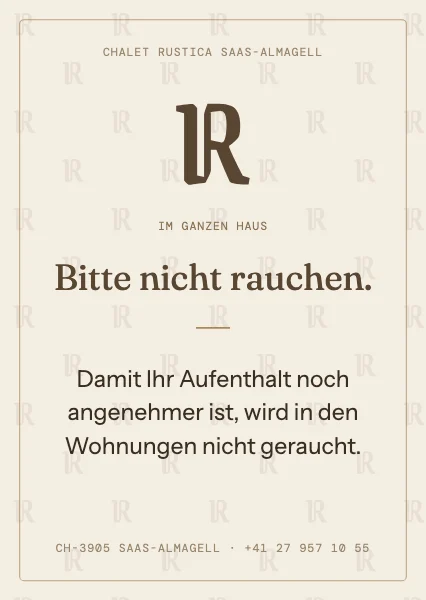 CHALET RUSTICA SAAS-ALMAGELL
R
IM GANZEN HAUS
Bitte nicht rauchen.
Damit Ihr Aufenthalt noch
angenehmer ist, wird in den
Wohnungen nicht geraucht.
CH-3905 SAAS-ALMAGELL · +41 27 957 10 55